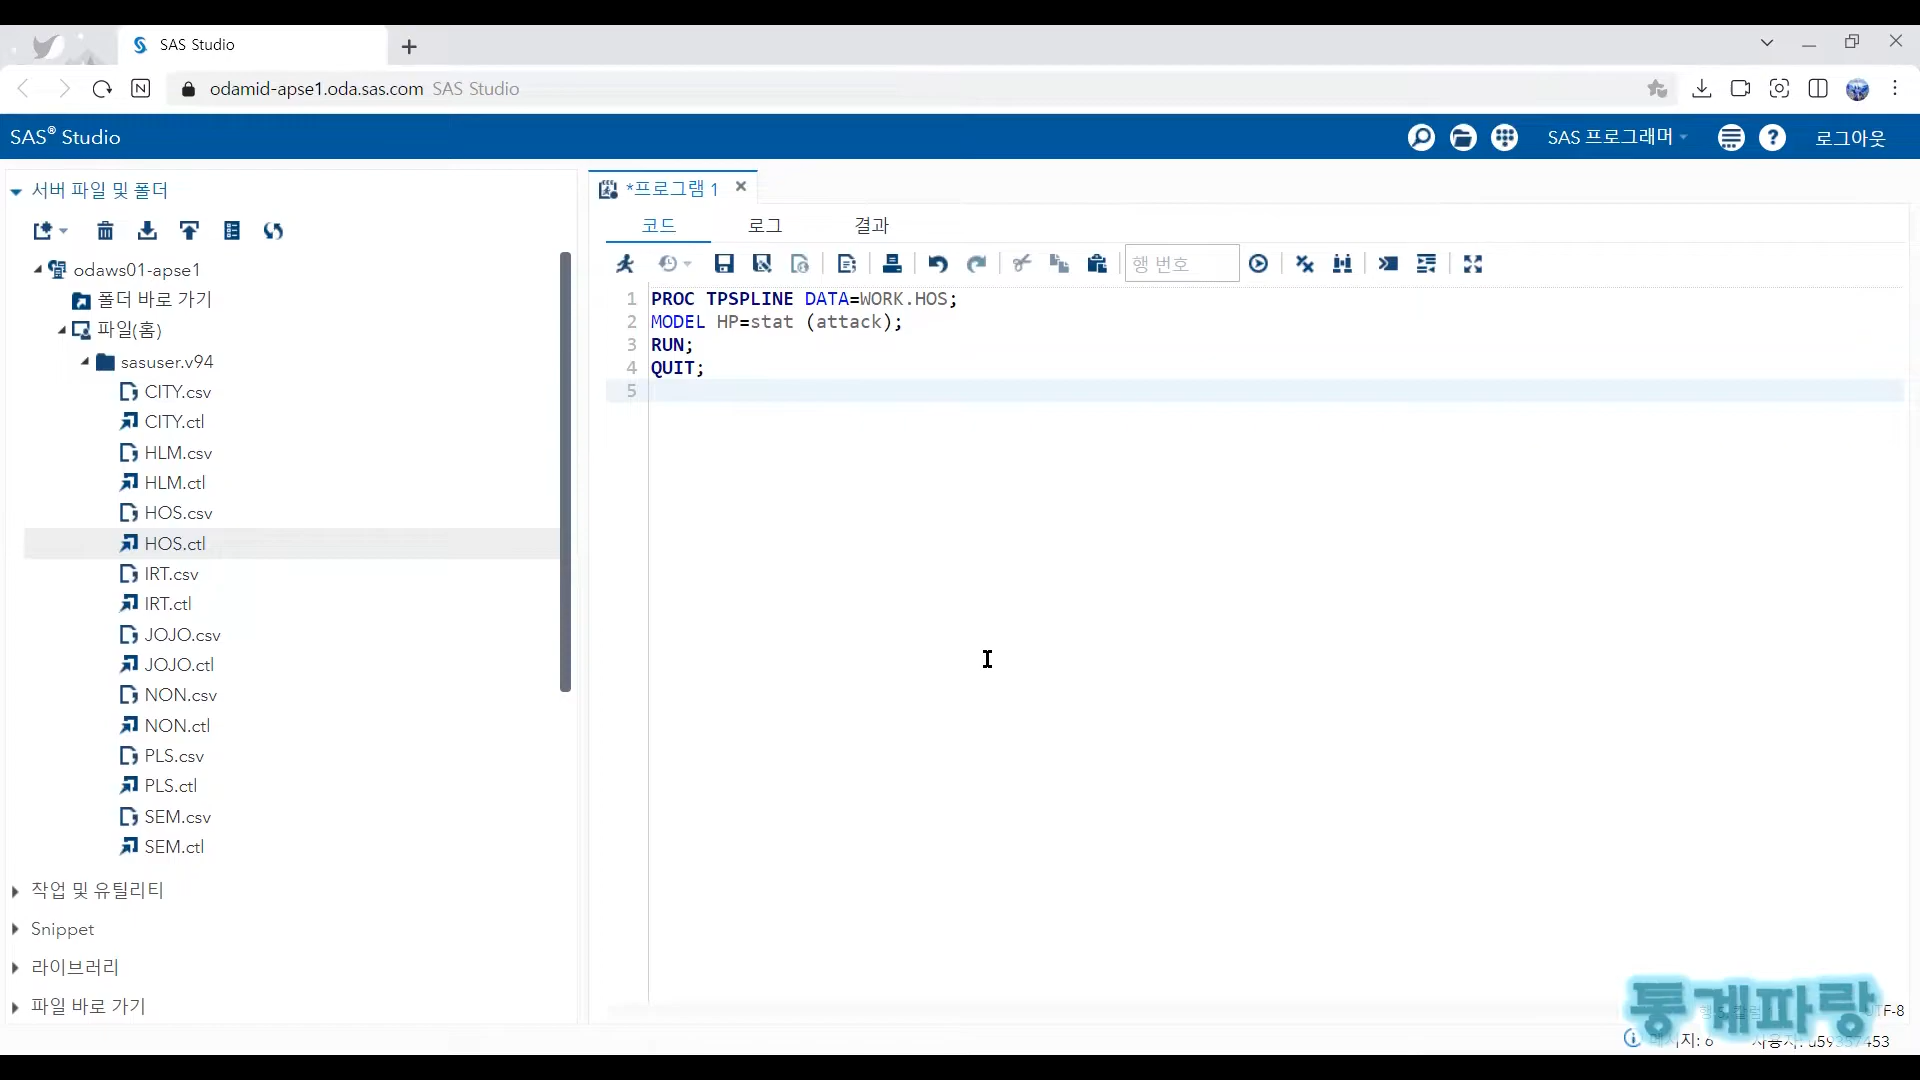 SAS Studio
odamid-apse1.oda.sas.com SAS Studio
SAS® Studio
SAS 프로그래머
로그아웃
서버 파일 및 폴더
odaws01-apse1
폴더 바로 가기
파일(홈)
sasuser.v94
CITY.csv
CITY.ctl
HLM.csv
HLM.ctl
HOS.csv
HOS.ctl
IRT.csv
IRT.ctl
JOJO.csv
JOJO.ctl
NON.csv
NON.ctl
PLS.csv
PLS.ctl
SEM.csv
SEM.ctl
작업 및 유틸리티
Snippet
라이브러리
파일 바로 가기
*프로그램 1
코드 로그 결과
행 번호
1 PROC TPSPLINE DATA=WORK.HOS;
2 MODEL HP=stat (attack);
3 RUN;
4 QUIT;
5
통계파랑
메시지: 6